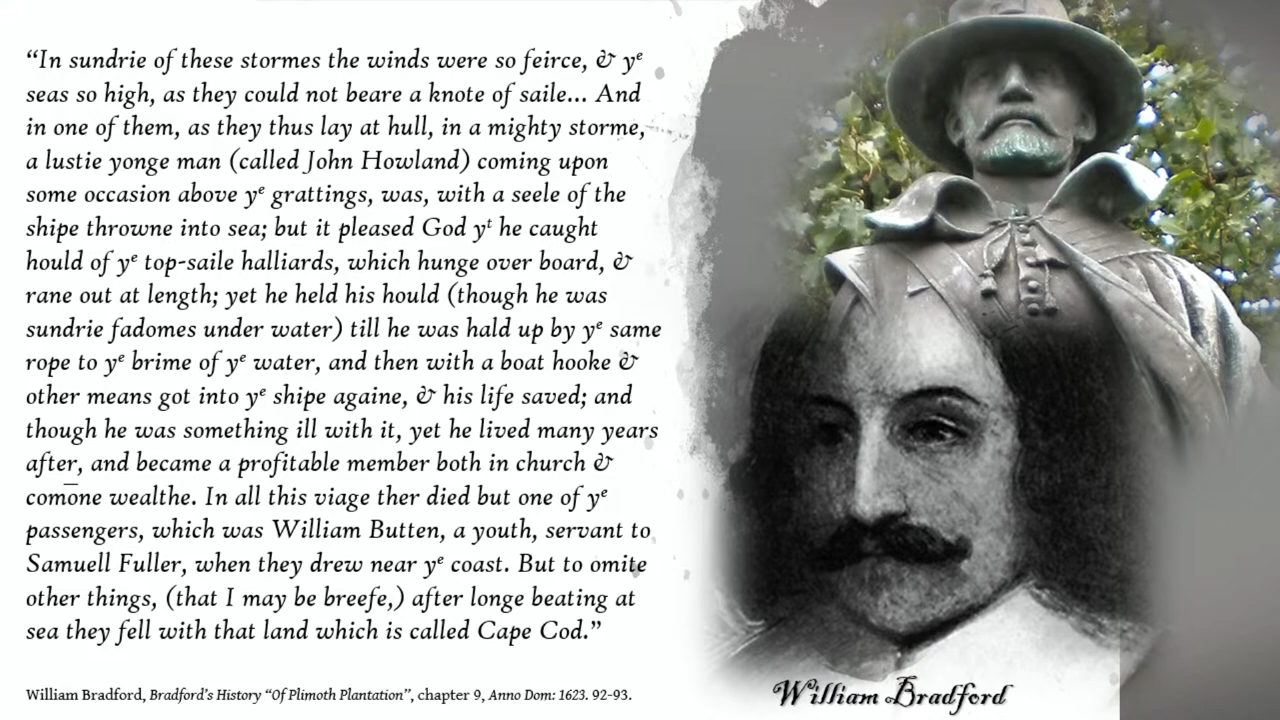 “In sundrie of these stormes the winds were so feirce, & yᵉ
seas so high, as they could not beare a knote of saile... And
in one of them, as they thus lay at hull, in a mighty storme,
a lustie yonge man (called John Howland) coming upon
some occasion above yᵉ grattings, was, with a seele of the
shipe throwne into sea; but it pleased God yᵗ he caught
hould of yᵉ top-saile halliards, which hunge over board, &
rane out at length; yet he held his hould (though he was
sundrie fadomes under water) till he was hald up by yᵉ same
rope to yᵉ brime of yᵉ water, and then with a boat hooke &
other means got into yᵉ shipe againe, & his life saved; and
though he was something ill with it, yet he lived many years
after, and became a profitable member both in church &
com̅one wealthe. In all this viage ther died but one of yᵉ
passengers, which was William Butten, a youth, servant to
Samuell Fuller, when they drew near yᵉ coast. But to omite
other things, (that I may be breefe,) after longe beating at
sea they fell with that land which is called Cape Cod.”
William Bradford, Bradford’s History “Of Plimoth Plantation”, chapter 9, Anno Dom: 1623. 92-93.
William Bradford